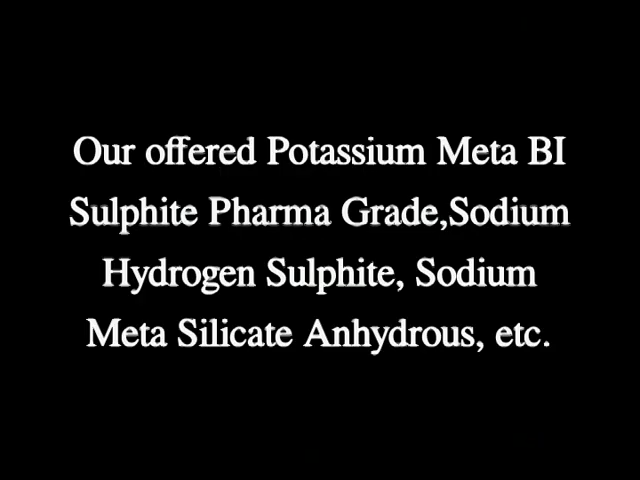 Our offered Potassium Meta BI
Sulphite Pharma Grade,Sodium
Hydrogen Sulphite, Sodium
Meta Silicate Anhydrous, etc.